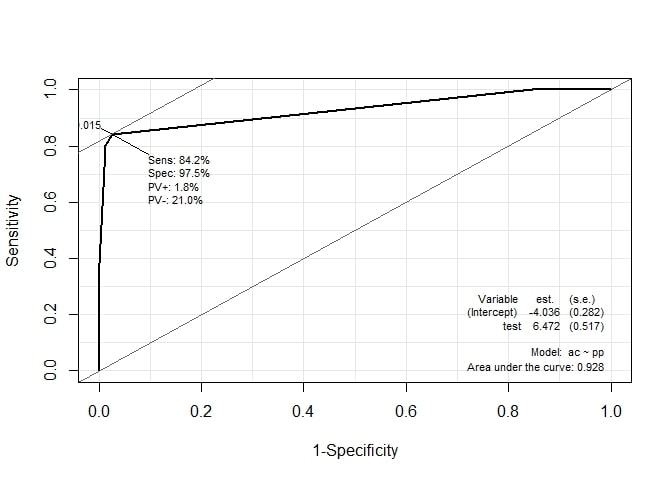 1.0
0.8
0.6
0.4
0.2
0.0
Sensitivity
.015
Sens: 84.2%
Spec: 97.5%
PV+: 1.8%
PV-: 21.0%
Variable est. (s.e.)
(Intercept) -4.036 (0.282)
test 6.472 (0.517)
Model: ac ~ pp
Area under the curve: 0.928
0.0 0.2 0.4 0.6 0.8 1.0
1-Specificity